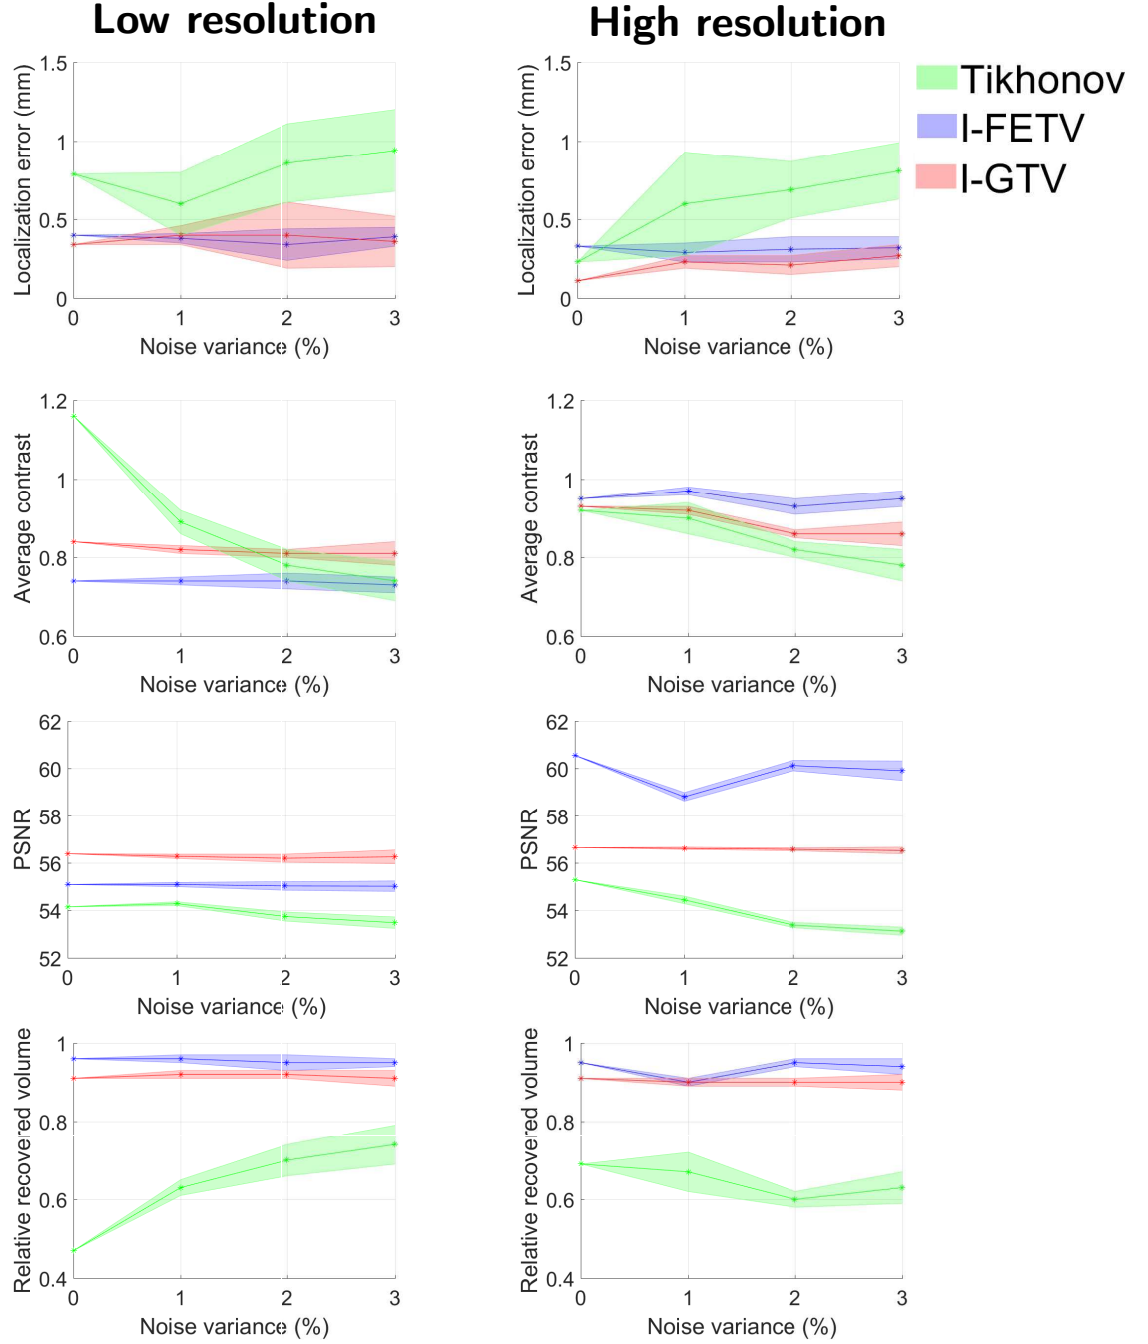 Low resolution
High resolution
Localization error (mm)
1.5
1
0.5
0
0 1 2 3
Noise variance (%)
Localization error (mm)
1.5
1
0.5
0
0 1 2 3
Noise variance (%)
Tikhonov
I-FETV
I-GTV
Average contrast
1.2
1
0.8
0.6
0 1 2 3
Noise variance (%)
Average contrast
1.2
1
0.8
0.6
0 1 2 3
Noise variance (%)
PSNR
62
60
58
56
54
52
0 1 2 3
Noise variance (%)
PSNR
62
60
58
56
54
52
0 1 2 3
Noise variance (%)
Relative recovered volume
1
0.8
0.6
0.4
0 1 2 3
Noise variance (%)
Relative recovered volume
1
0.8
0.6
0.4
0 1 2 3
Noise variance (%)